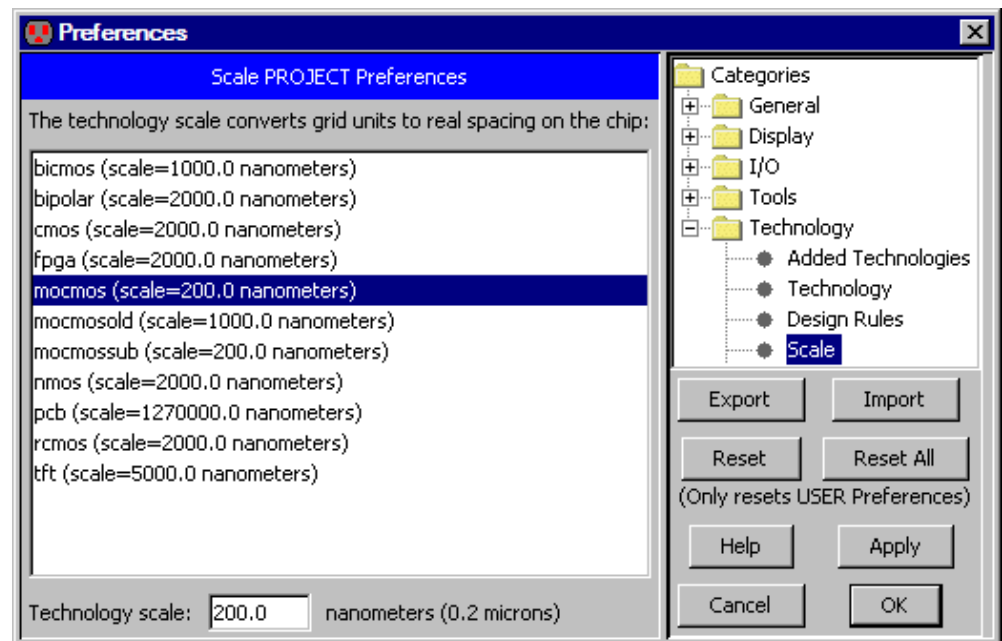 Preferences
Scale PROJECT Preferences
The technology scale converts grid units to real spacing on the chip:
bicmos (scale=1000.0 nanometers)
bipolar (scale=2000.0 nanometers)
cmos (scale=2000.0 nanometers)
fpga (scale=2000.0 nanometers)
mocmos (scale=200.0 nanometers)
mocmosold (scale=1000.0 nanometers)
mocmossub (scale=200.0 nanometers)
nmos (scale=2000.0 nanometers)
pcb (scale=1270000.0 nanometers)
rcmos (scale=2000.0 nanometers)
tft (scale=5000.0 nanometers)
Technology scale: 200.0 nanometers (0.2 microns)
Categories
General
Display
I/O
Tools
Technology
Added Technologies
Technology
Design Rules
Scale
Export Import
Reset Reset All
(Only resets USER Preferences)
Help Apply
Cancel OK